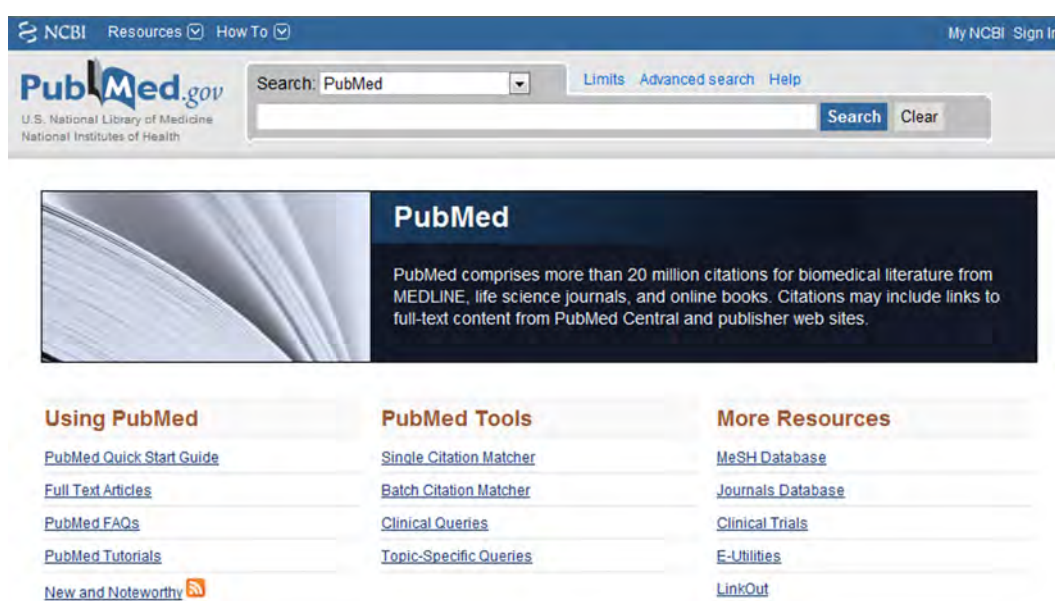 NCBI Resources How To My NCBI Sign In
PubMed.gov
U.S. National Library of Medicine
National Institutes of Health
Search: PubMed
Limits Advanced search Help
Search Clear
PubMed
PubMed comprises more than 20 million citations for biomedical literature from
MEDLINE, life science journals, and online books. Citations may include links to
full-text content from PubMed Central and publisher web sites.
Using PubMed
PubMed Quick Start Guide
Full Text Articles
PubMed FAQs
PubMed Tutorials
New and Noteworthy
PubMed Tools
Single Citation Matcher
Batch Citation Matcher
Clinical Queries
Topic-Specific Queries
More Resources
MeSH Database
Journals Database
Clinical Trials
E-Utilities
LinkOut